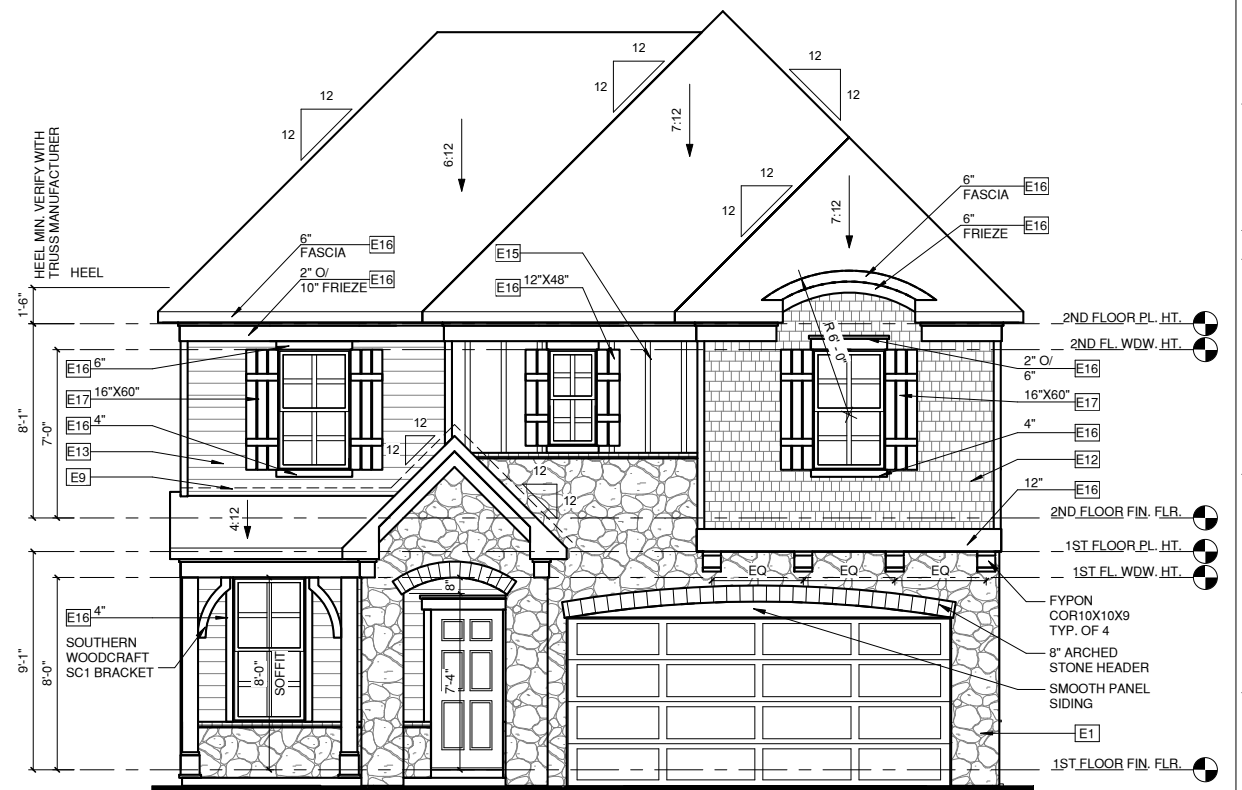 12
12
12
12
12
12
12
12
6:12
7:12
7:12
HEEL MIN. VERIFY WITH
TRUSS MANUFACTURER
HEEL
1'-6"
6"
FASCIA
E16
2" O/
10" FRIEZE
E16
E15
E16
12"X48"
6"
FASCIA
E16
6"
FRIEZE
E16
R 6' - 0"
2ND FLOOR PL. HT.
2ND FL. WDW. HT.
2" O/
6"
E16
16"X60"
E17
4"
E16
E12
12"
E16
2ND FLOOR FIN. FLR.
1ST FLOOR PL. HT.
1ST FL. WDW. HT.
E16
6"
E17
16"X60"
E16
4"
E13
E9
8'-1"
7'-0"
12
12
12
12
4:12
EQ
EQ
EQ
8"
E16
4"
SOUTHERN
WOODCRAFT
SC1 BRACKET
9'-1"
8'-0"
8'-0"
SOFFIT
7'-4"
FYPON
COR10X10X9
TYP. OF 4
8" ARCHED
STONE HEADER
SMOOTH PANEL
SIDING
E1
1ST FLOOR FIN. FLR.